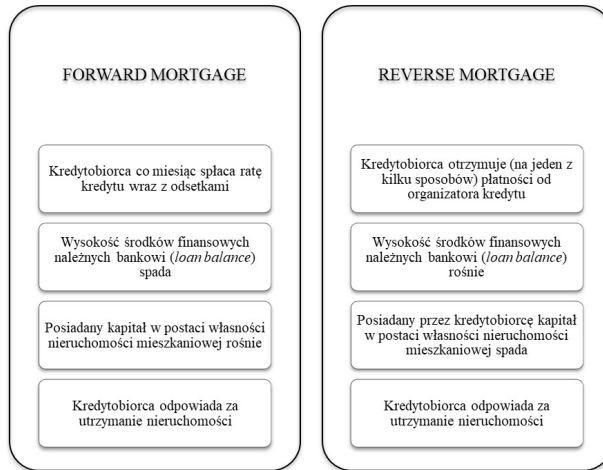 FORWARD MORTGAGE
Kredytobiorca co miesiąc spłaca ratę
kredytu wraz z odsetkami
Wysokość środków finansowych
należnych bankowi (loan balance)
spada
Posiadany kapitał w postaci własności
nieruchomości mieszkaniowej rośnie
Kredytobiorca odpowiada za
utrzymanie nieruchomości
REVERSE MORTGAGE
Kredytobiorca otrzymuje (na jeden z
kilku sposobów) płatności od
organizatora kredytu
Wysokość środków finansowych
należnych bankowi (loan balance)
rośnie
Posiadany przez kredytobiorcę kapitał
w postaci własności nieruchomości
mieszkaniowej spada
Kredytobiorca odpowiada za
utrzymanie nieruchomości